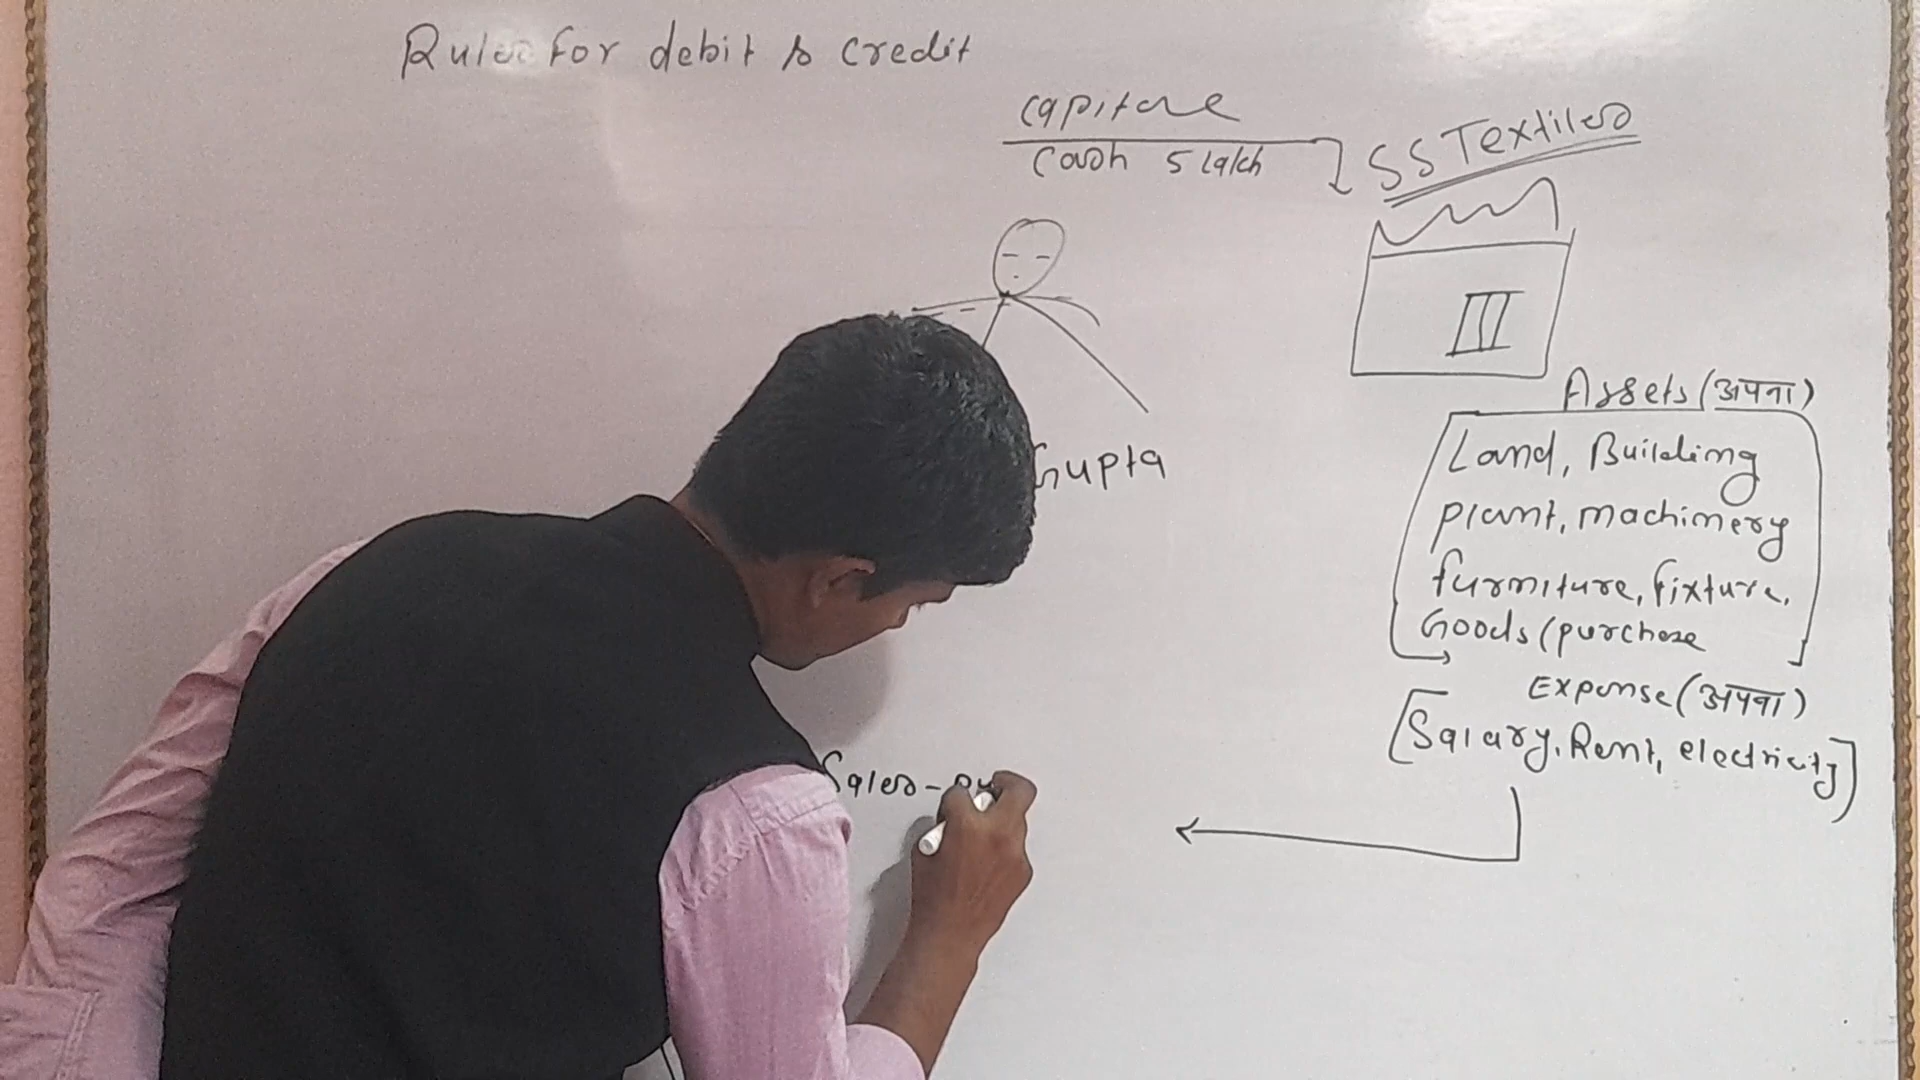 Rules for debit & credit
Capital
Cash 5 lakh
SS Textiles
Gupta
Assets (अपना)
Land, Building
plant, machinery
furniture, fixture,
Goods (purchase
Expense (अपना)
[Salary, Rent, electricity]
Sales -